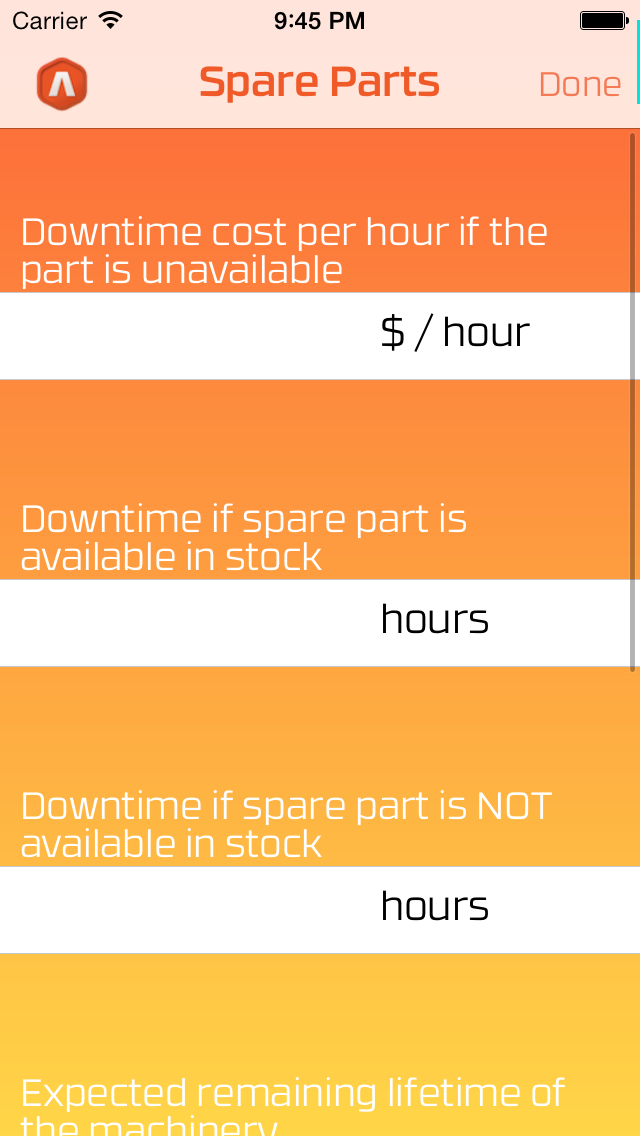 Carrier 9:45 PM
Spare Parts Done
Downtime cost per hour if the
part is unavailable
$ / hour
Downtime if spare part is
available in stock
hours
Downtime if spare part is NOT
available in stock
hours
Expected remaining lifetime of
the machinery